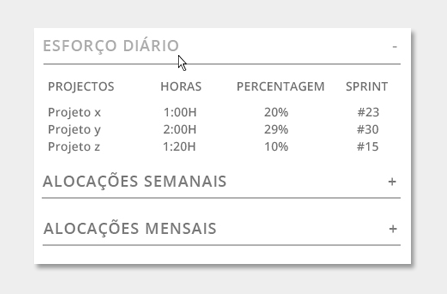 ESFORÇO DIÁRIO -
PROJECTOS HORAS PERCENTAGEM SPRINT
Projeto x 1:00H 20% #23
Projeto y 2:00H 29% #30
Projeto z 1:20H 10% #15
ALOCAÇÕES SEMANAIS +
ALOCAÇÕES MENSAIS +